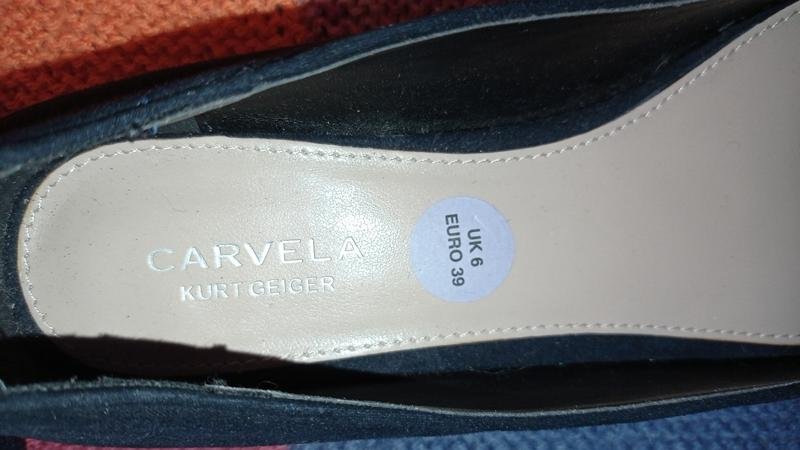 CARVELA
KURT GEIGER
UK 6
EURO 39